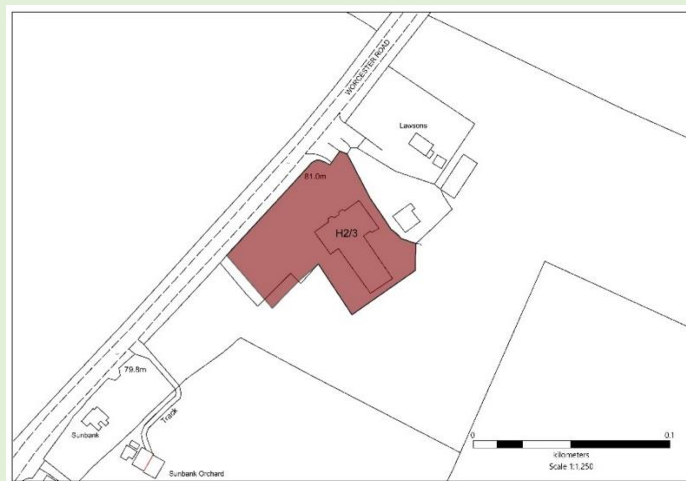 WORCESTER ROAD
Lawsons
81.0m
H2/3
79.8m
Track
Sunbank
Sunbank Orchard
0
0.1
kilometers
Scale 1:1,250